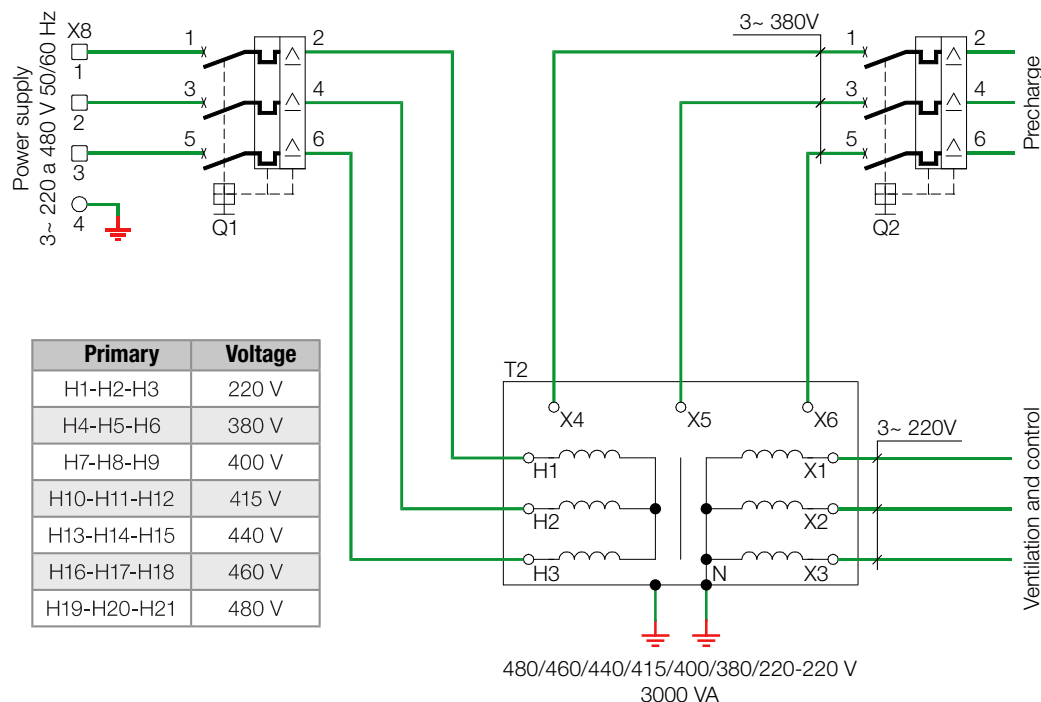 Power supply
3~ 220 a 480 V 50/60 Hz
X8
1
2
3
4
1
3
5
2
4
6
Q1
3~ 380V
1
3
5
2
4
6
Q2
Precharge
Primary Voltage
H1-H2-H3 220 V
H4-H5-H6 380 V
H7-H8-H9 400 V
H10-H11-H12 415 V
H13-H14-H15 440 V
H16-H17-H18 460 V
H19-H20-H21 480 V
T2
X4
X5
X6
H1
H2
H3
X1
X2
X3
N
3~ 220V
Ventilation and control
480/460/440/415/400/380/220-220 V
3000 VA